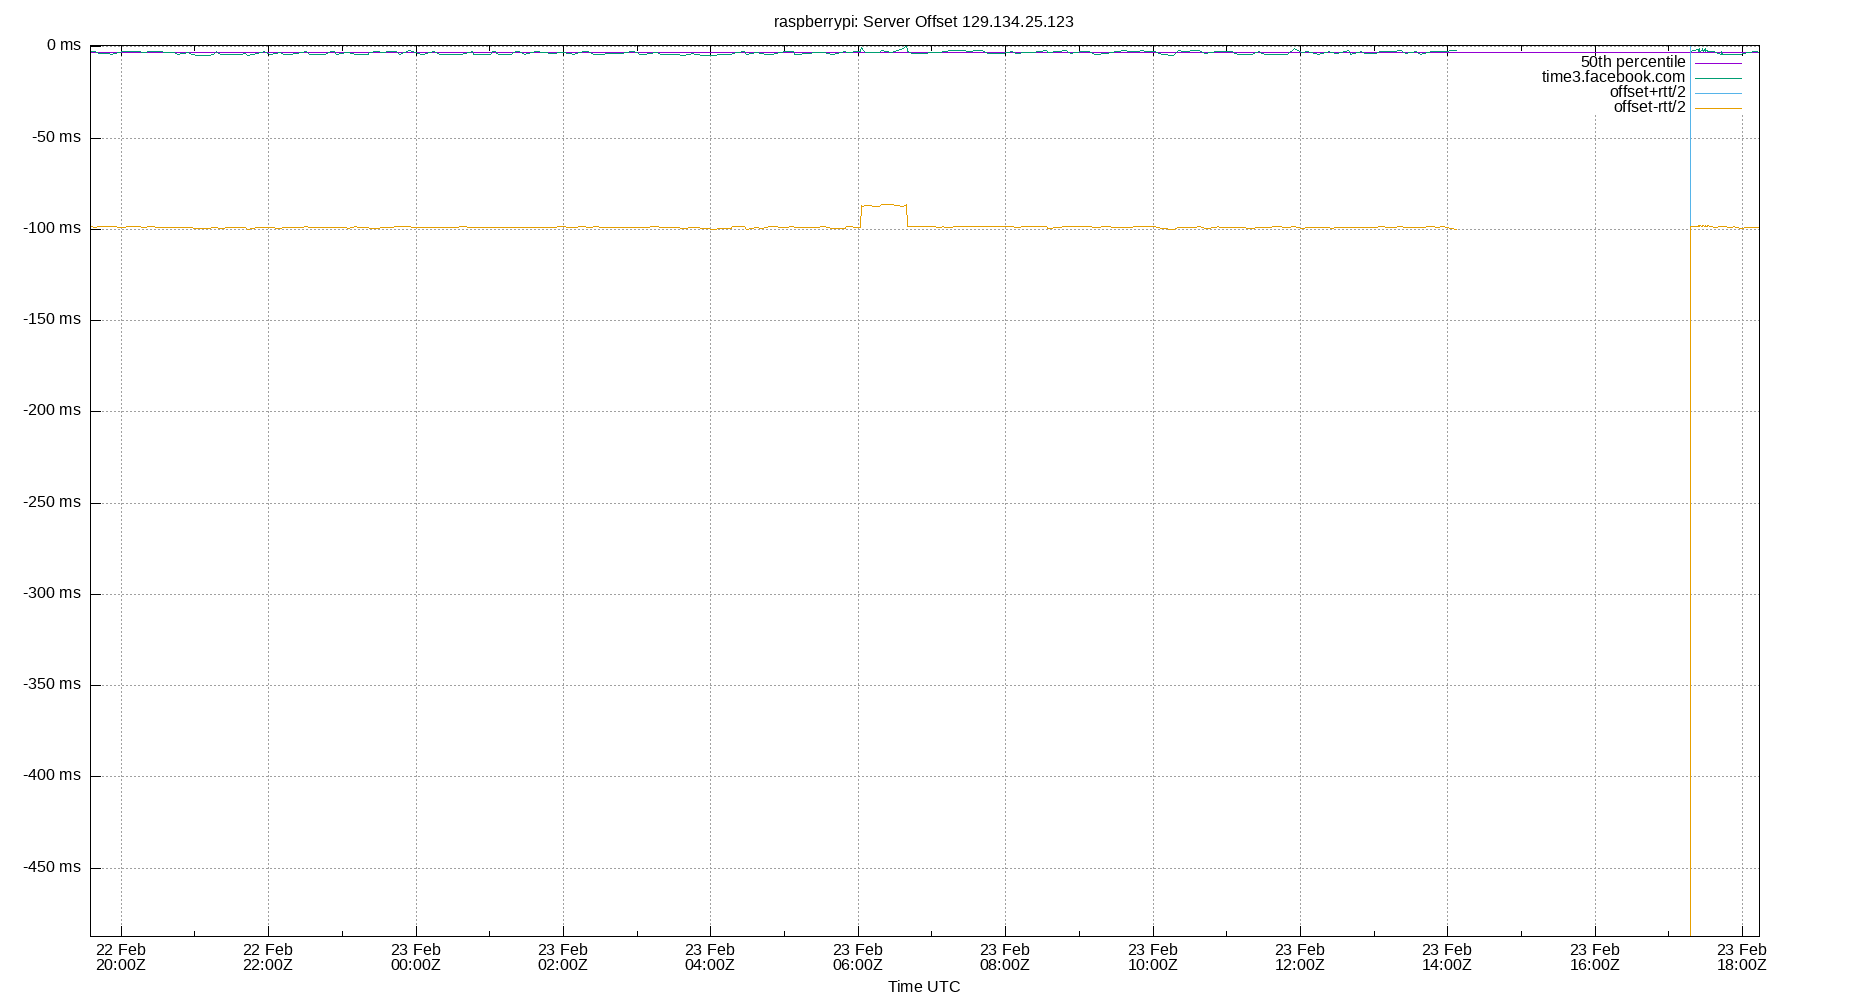 raspberrypi: Server Offset 129.134.25.123
0 ms
50th percentile
time3.facebook.com
offset+rtt/2
offset-rtt/2
-50 ms
-100 ms
-150 ms
-200 ms
-250 ms
-300 ms
-350 ms
-400 ms
-450 ms
22 Feb 22 Feb 23 Feb 23 Feb 23 Feb 23 Feb 23 Feb 23 Feb 23 Feb 23 Feb 23 Feb 23 Feb
20:00Z 22:00Z 00:00Z 02:00Z 04:00Z 06:00Z 08:00Z 10:00Z 12:00Z 14:00Z 16:00Z 18:00Z
Time UTC